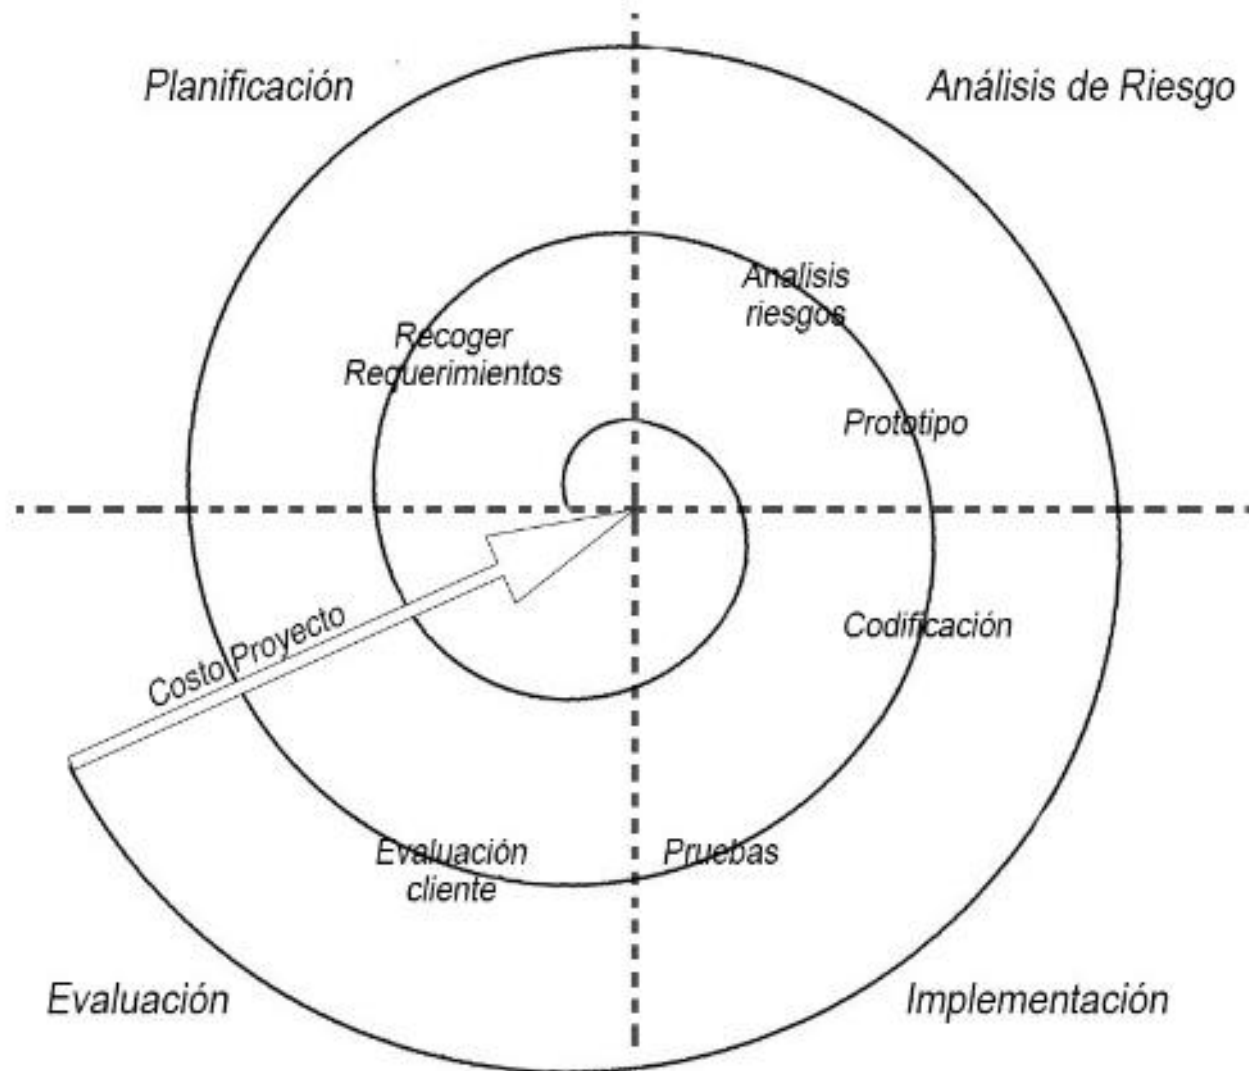 Planificación
Análisis de Riesgo
Analisis
riesgos
Recoger
Requerimientos
Prototipo
Costo Proyecto
Codificación
Evaluación
cliente
Pruebas
Evaluación
Implementación